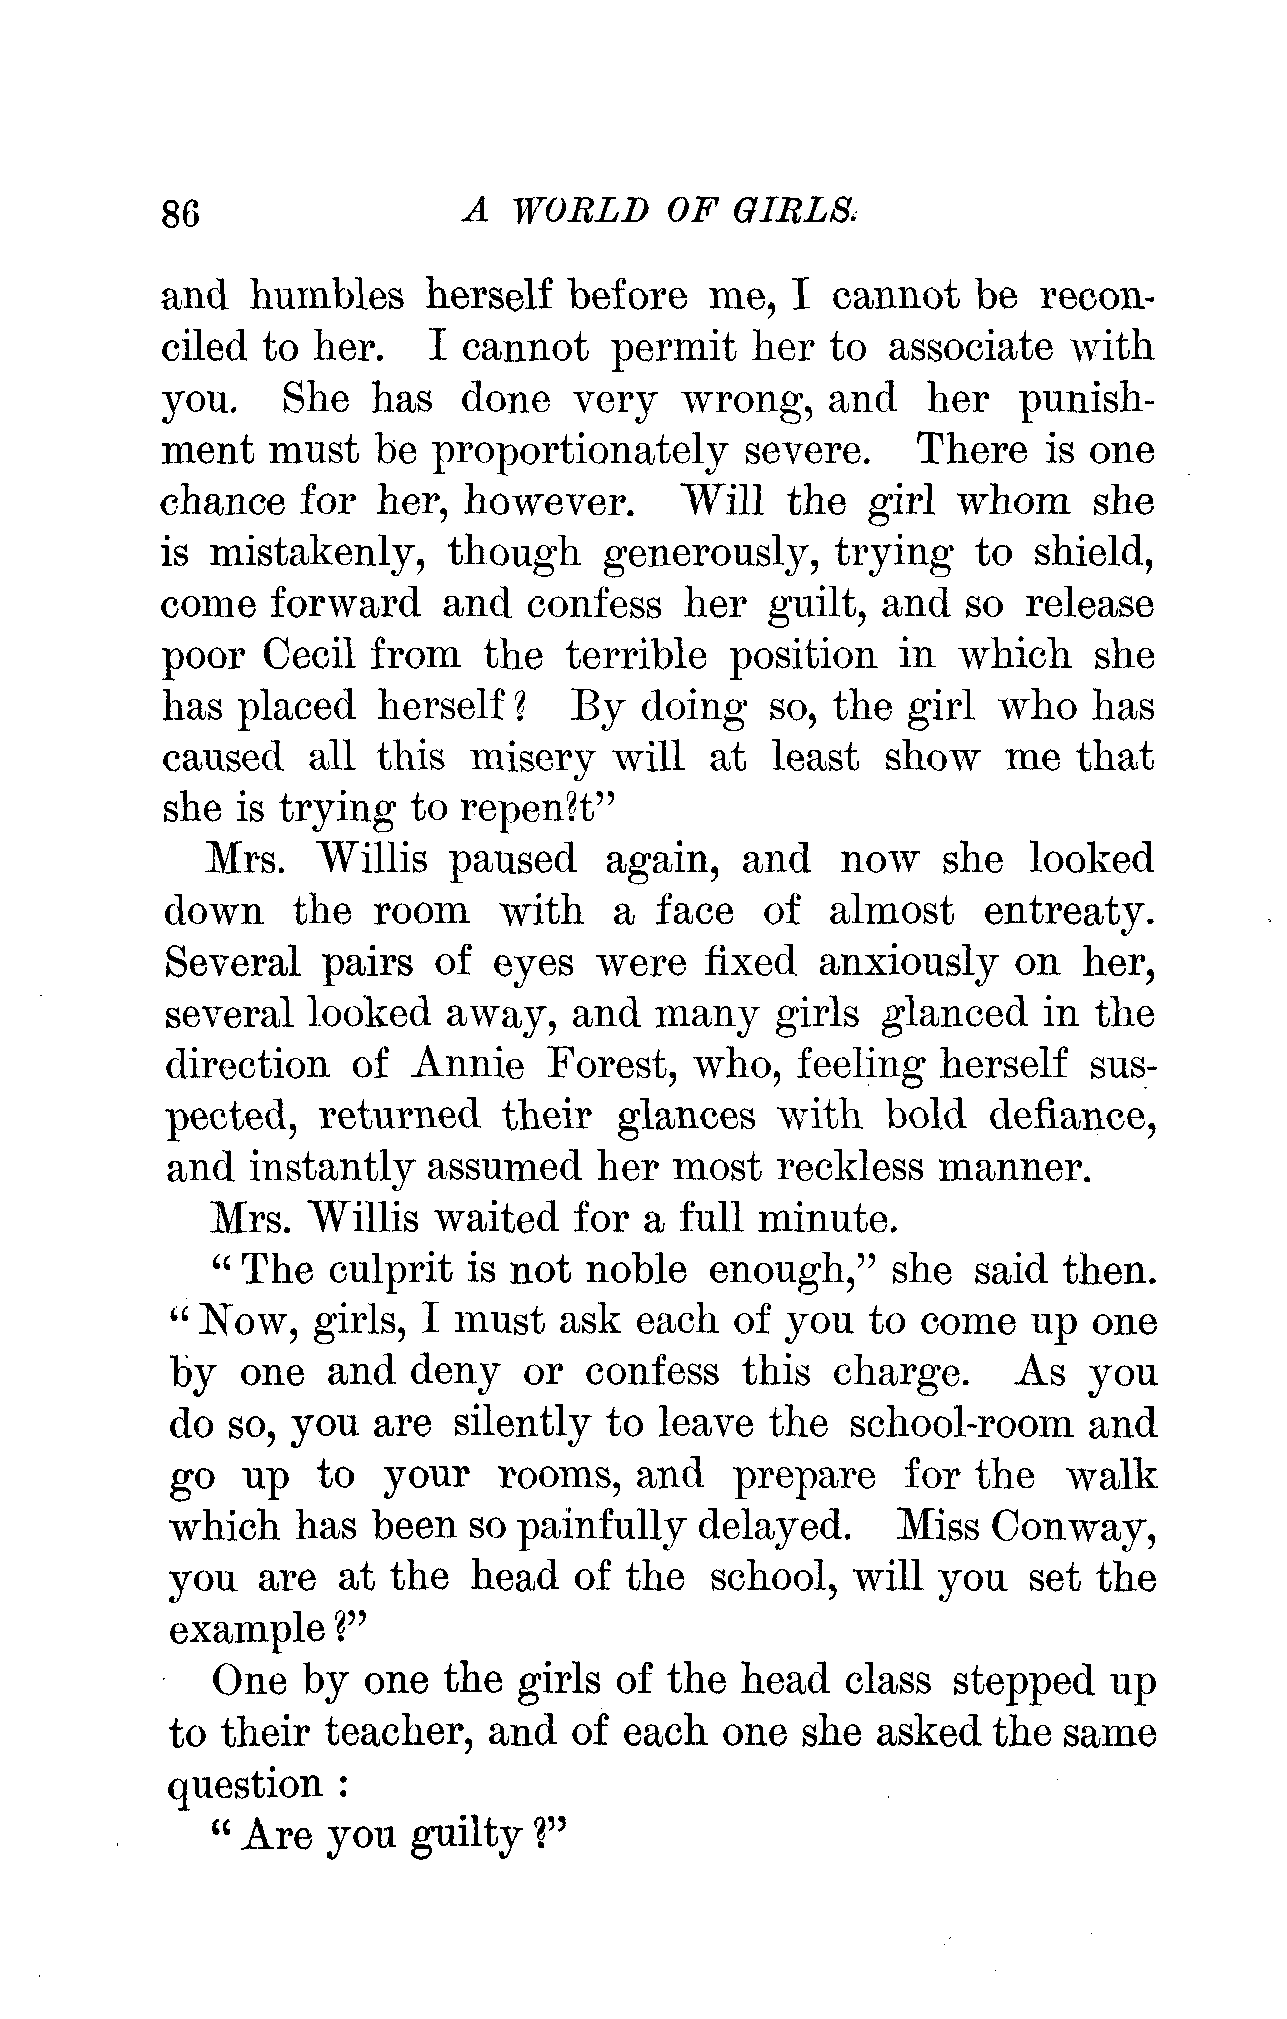 86 A WORLD OF GIRLS.
and humbles herself before me, I cannot be recon-
ciled to her. I cannot permit her to associate with
you. She has done very wrong, and her punish-
ment must be proportionately severe. There is one
chance for her, however. Will the girl whom she
is mistakenly, though generously, trying to shield,
come forward and confess her guilt, and so release
poor Cecil from the terrible position in which she
has placed herself? By doing so, the girl who has
caused all this misery will at least show me that
she is trying to repen?t”
Mrs. Willis paused again, and now she looked
down the room with a face of almost entreaty.
Several pairs of eyes were fixed anxiously on her,
several looked away, and many girls glanced in the
direction of Annie Forest, who, feeling herself sus-
pected, returned their glances with bold defiance,
and instantly assumed her most reckless manner.
Mrs. Willis waited for a full minute.
“The culprit is not noble enough,” she said then.
“Now, girls, I must ask each of you to come up one
by one and deny or confess this charge. As you
do so, you are silently to leave the school-room and
go up to your rooms, and prepare for the walk
which has been so painfully delayed. Miss Conway,
you are at the head of the school, will you set the
example?”
One by one the girls of the head class stepped up
to their teacher, and of each one she asked the same
question :
“Are you guilty?”